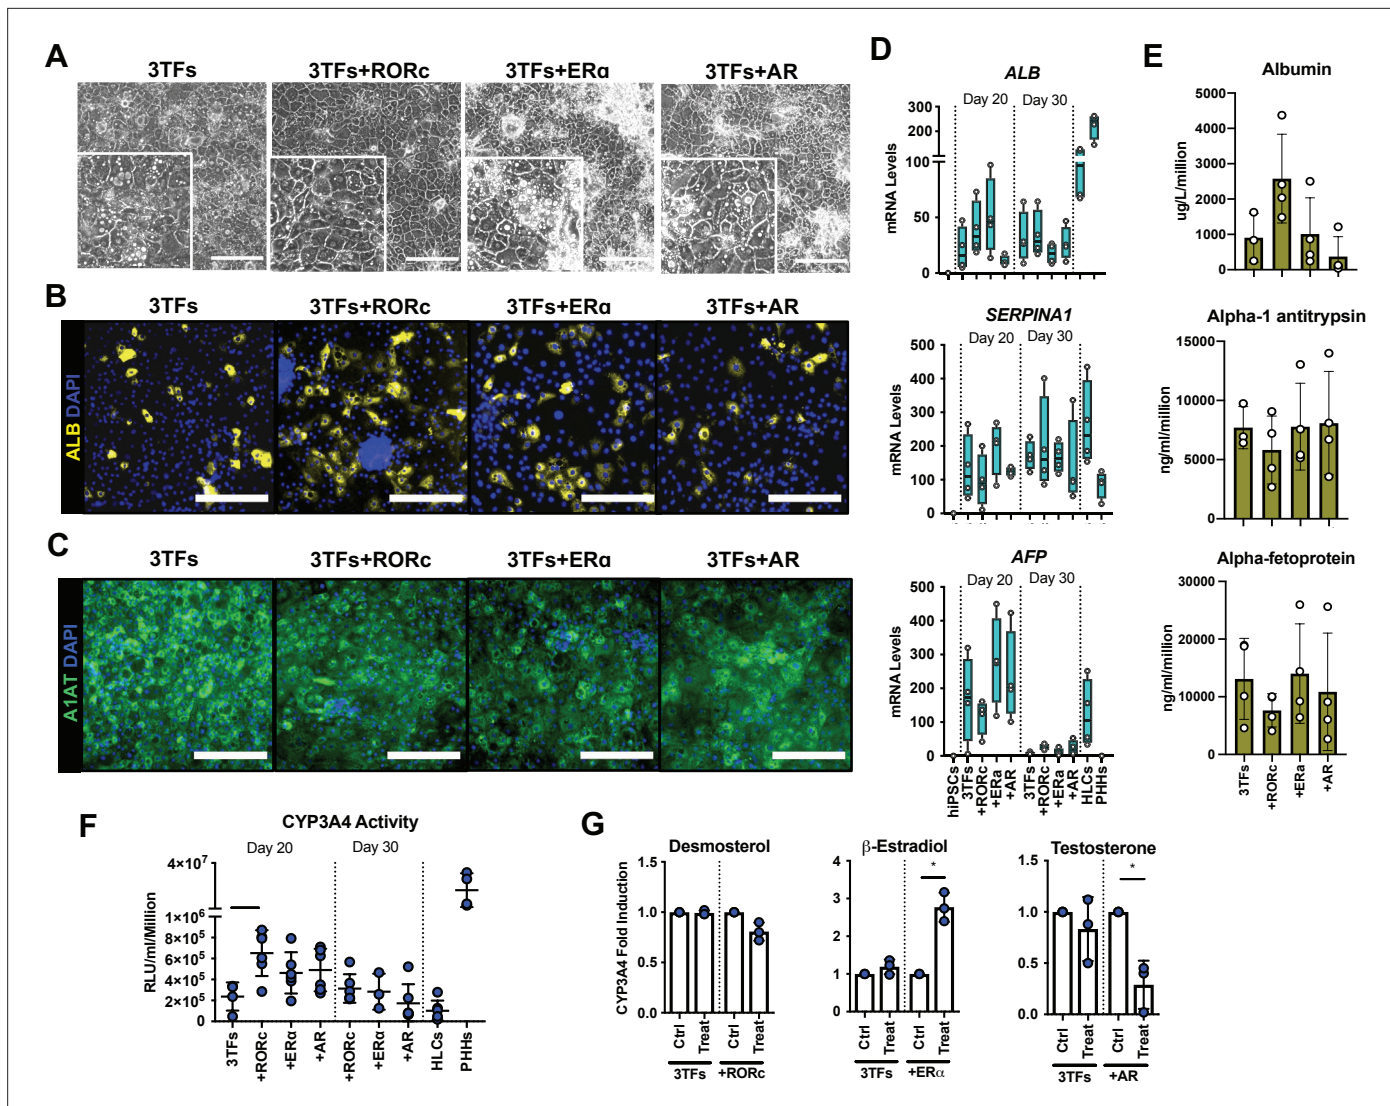 A
3TFs
3TFs+RORc
3TFs+ERα
3TFs+AR
B
3TFs
3TFs+RORc
3TFs+ERα
3TFs+AR
ALB DAPI
C
3TFs
3TFs+RORc
3TFs+ERα
3TFs+AR
A1AT DAPI
D
ALB
Day 20
Day 30
mRNA Levels
300
200
100
50
0
SERPINA1
Day 20
Day 30
mRNA Levels
500
400
300
200
100
0
AFP
Day 20
Day 30
mRNA Levels
500
400
300
200
100
0
hiPSCs
3TFs
+RORc
+ERa
+AR
3TFs
+RORc
+ERa
+AR
HLCs
PHHs
E
Albumin
ug/L/million
5000
4000
3000
2000
1000
0
Alpha-1 antitrypsin
ng/ml/million
15000
10000
5000
0
Alpha-fetoprotein
ng/ml/million
30000
20000
10000
0
3TFs
+RORc
+ERa
+AR
F
CYP3A4 Activity
Day 20
Day 30
RLU/ml/Million
4×10⁷
1×10⁶
8×10⁵
6×10⁵
4×10⁵
2×10⁵
0
3TFs
+RORc
+ERα
+AR
+RORc
+ERα
+AR
HLCs
PHHs
G
Desmosterol
CYP3A4 Fold Induction
1.5
1.0
0.5
0.0
Ctrl
Treat
Ctrl
Treat
3TFs
+RORc
β-Estradiol
4
3
2
1
0
*
Ctrl
Treat
Ctrl
Treat
3TFs
+ERα
Testosterone
1.5
1.0
0.5
0.0
*
Ctrl
Treat
Ctrl
Treat
3TFs
+AR